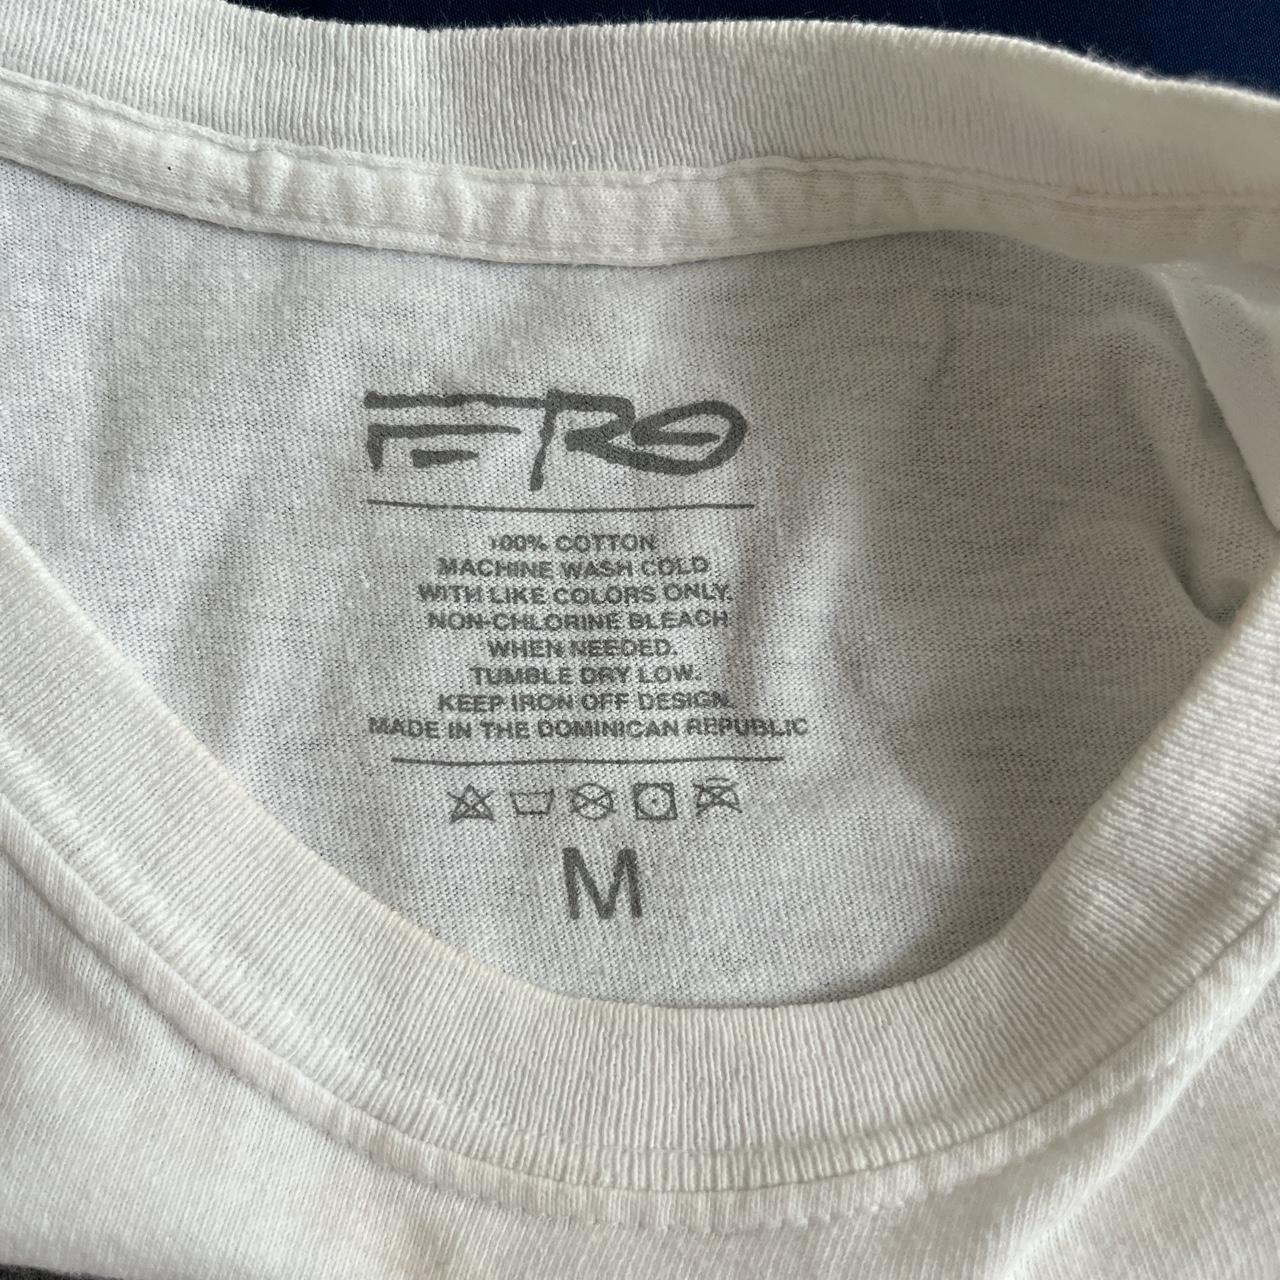 100% COTTON
MACHINE WASH COLD
WITH LIKE COLORS ONLY.
NON-CHLORINE BLEACH
WHEN NEEDED.
TUMBLE DRY LOW.
KEEP IRON OFF DESIGN.
MADE IN THE DOMINICAN REPUBLIC
M